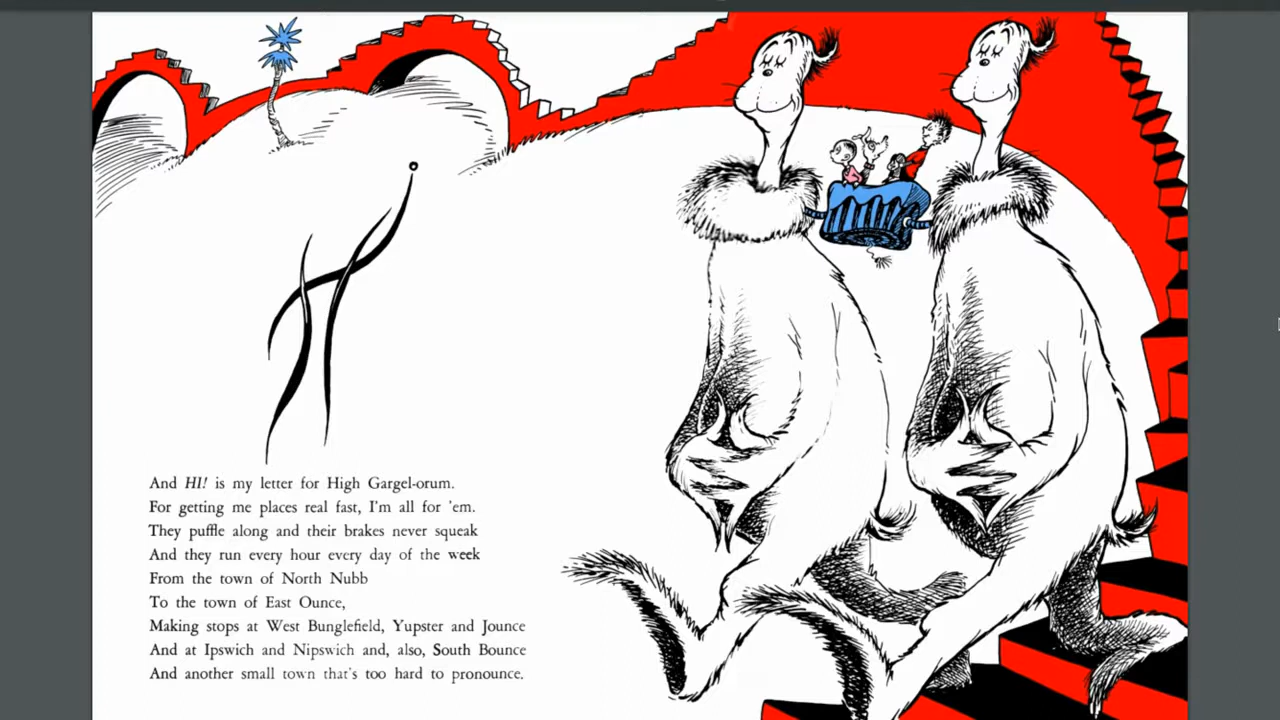 And HI! is my letter for High Gargel-orum.
For getting me places real fast, I'm all for 'em.
They puffle along and their brakes never squeak
And they run every hour every day of the week
From the town of North Nubb
To the town of East Ounce,
Making stops at West Bunglefield, Yupster and Jounce
And at Ipswich and Nipswich and, also, South Bounce
And another small town that's too hard to pronounce.